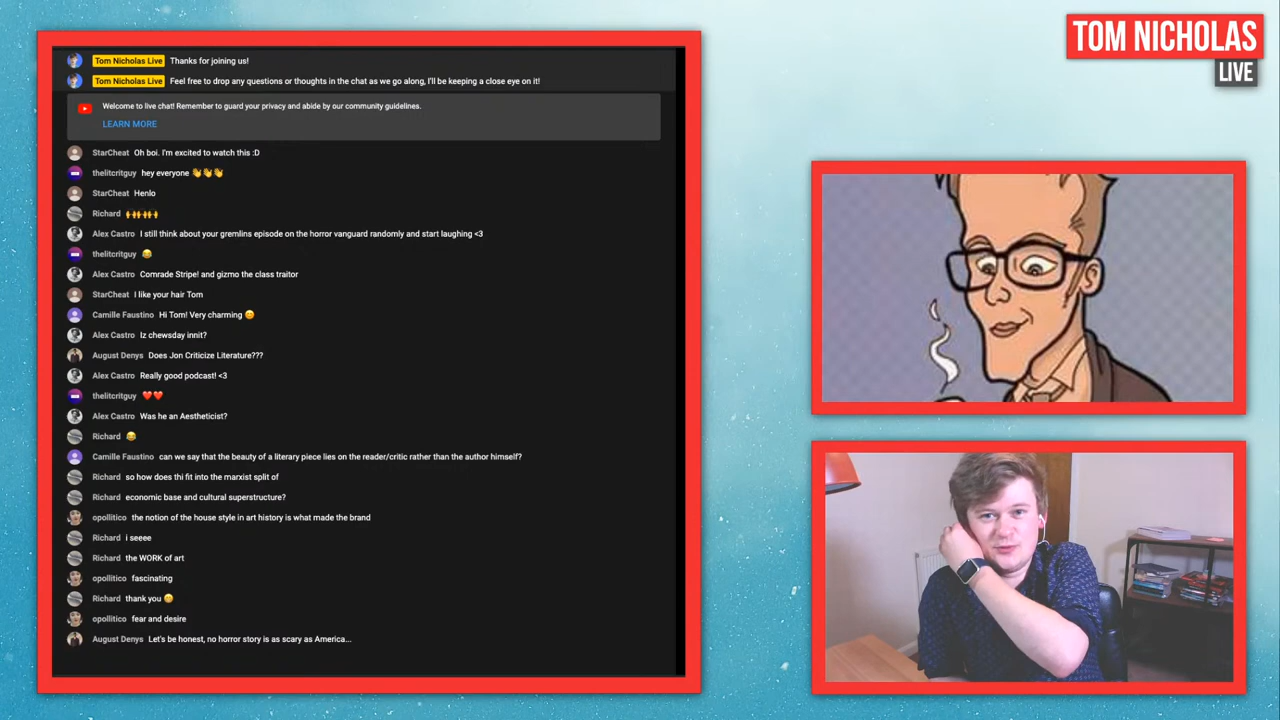 TOM NICHOLAS
LIVE
Tom Nicholas Live Thanks for joining us!
Tom Nicholas Live Feel free to drop any questions or thoughts in the chat as we go along, I'll be keeping a close eye on it!
Welcome to live chat! Remember to guard your privacy and abide by our community guidelines.
LEARN MORE
StarCheat Oh boi. I'm excited to watch this :D
thelitcritguy hey everyone 👋👋👋
StarCheat Henlo
Richard 🙌🙌🙌
Alex Castro I still think about your gremlins episode on the horror vanguard randomly and start laughing <3
thelitcritguy 😂
Alex Castro Comrade Stripe! and gizmo the class traitor
StarCheat I like your hair Tom
Camille Faustino Hi Tom! Very charming 😊
Alex Castro Iz chewsday innit?
August Denys Does Jon Criticize Literature???
Alex Castro Really good podcast! <3
thelitcritguy ❤️❤️
Alex Castro Was he an Aestheticist?
Richard 😂
Camille Faustino can we say that the beauty of a literary piece lies on the reader/critic rather than the author himself?
Richard so how does thi fit into the marxist split of
Richard economic base and cultural superstructure?
opollitico the notion of the house style in art history is what made the brand
Richard i seeee
Richard the WORK of art
opollitico fascinating
Richard thank you 😊
opollitico fear and desire
August Denys Let's be honest, no horror story is as scary as America...